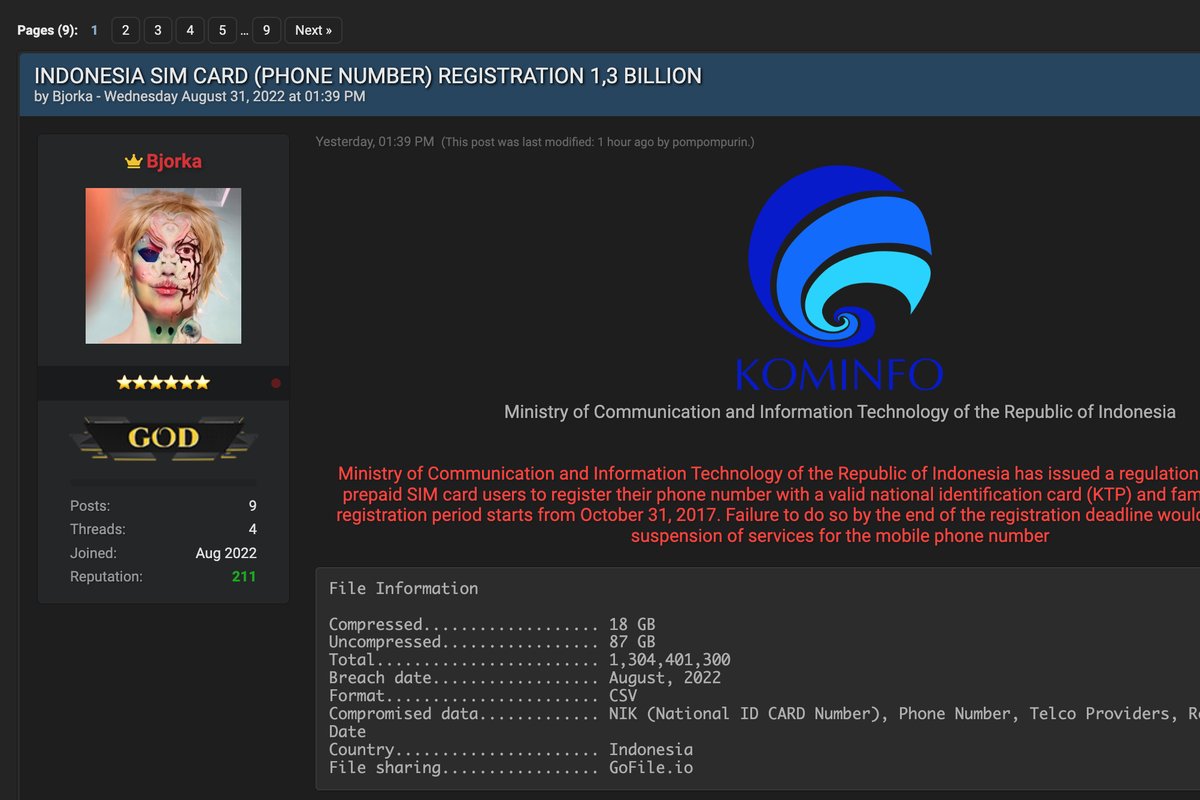 Pages (9): 1 2 3 4 5 ... 9 Next »
INDONESIA SIM CARD (PHONE NUMBER) REGISTRATION 1,3 BILLION
by Bjorka - Wednesday August 31, 2022 at 01:39 PM
Bjorka
GOD
Posts: 9
Threads: 4
Joined: Aug 2022
Reputation: 211
Yesterday, 01:39 PM (This post was last modified: 1 hour ago by pompompurin.)
KOMINFO
Ministry of Communication and Information Technology of the Republic of Indonesia
Ministry of Communication and Information Technology of the Republic of Indonesia has issued a regulation
prepaid SIM card users to register their phone number with a valid national identification card (KTP) and
registration period starts from October 31, 2017. Failure to do so by the end of the registration deadline
suspension of services for the mobile phone number
File Information
Compressed................... 18 GB
Uncompressed................. 87 GB
Total........................ 1,304,401,300
Breach date.................. August, 2022
Format....................... CSV
Compromised data............. NIK (National ID CARD Number), Phone Number, Telco Providers,
Date
Country...................... Indonesia
File sharing................. GoFile.io